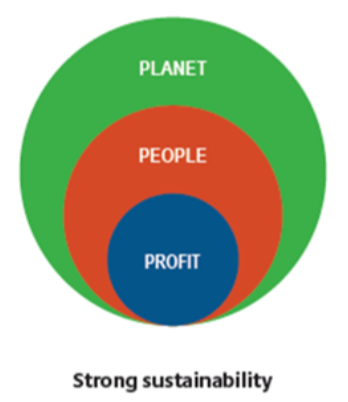 PLANET
PEOPLE
PROFIT
Strong sustainability